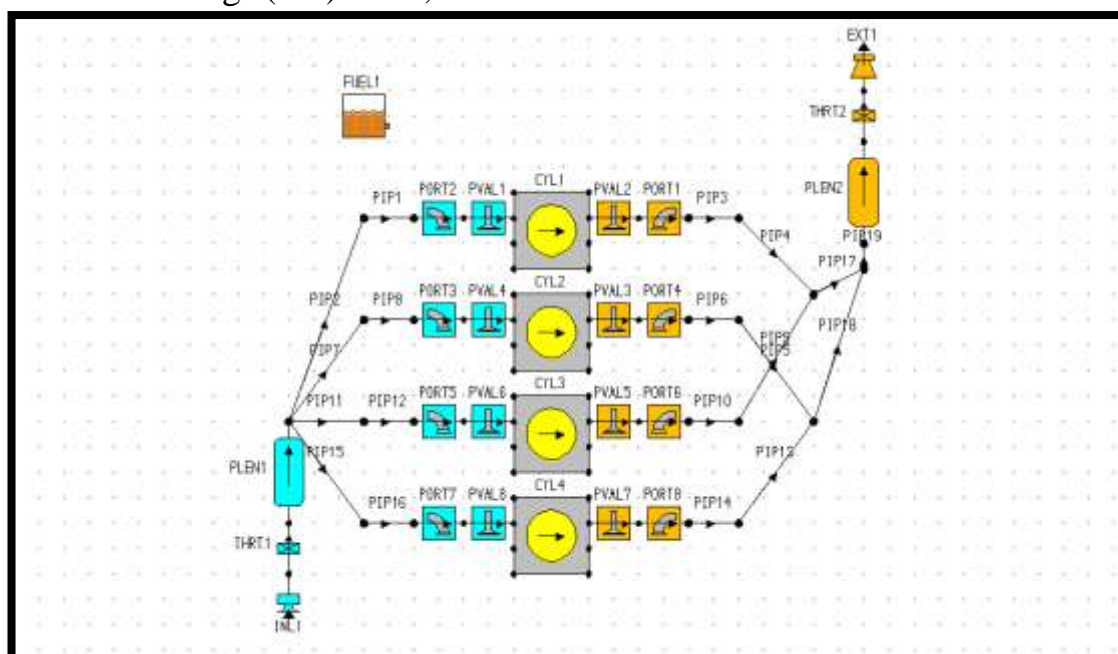 EXT1
FUEL1
THRT2
CYL1
PIP1 PORT2 PVAL1 PVAL2 PORT1 PIP3
PLEN2
PIP4
PIP19
PIP17
CYL2
PIP2 PIP8 PORT3 PVAL4 PVAL3 PORT4 PIP6
PIP18
PIP7
PIP5
CYL3
PIP11 PIP12 PORT5 PVAL6 PVAL5 PORT6 PIP10
PIP15
PIP13
PLEN1
CYL4
PIP16 PORT7 PVAL8 PVAL7 PORT8 PIP14
THRT1
INL1